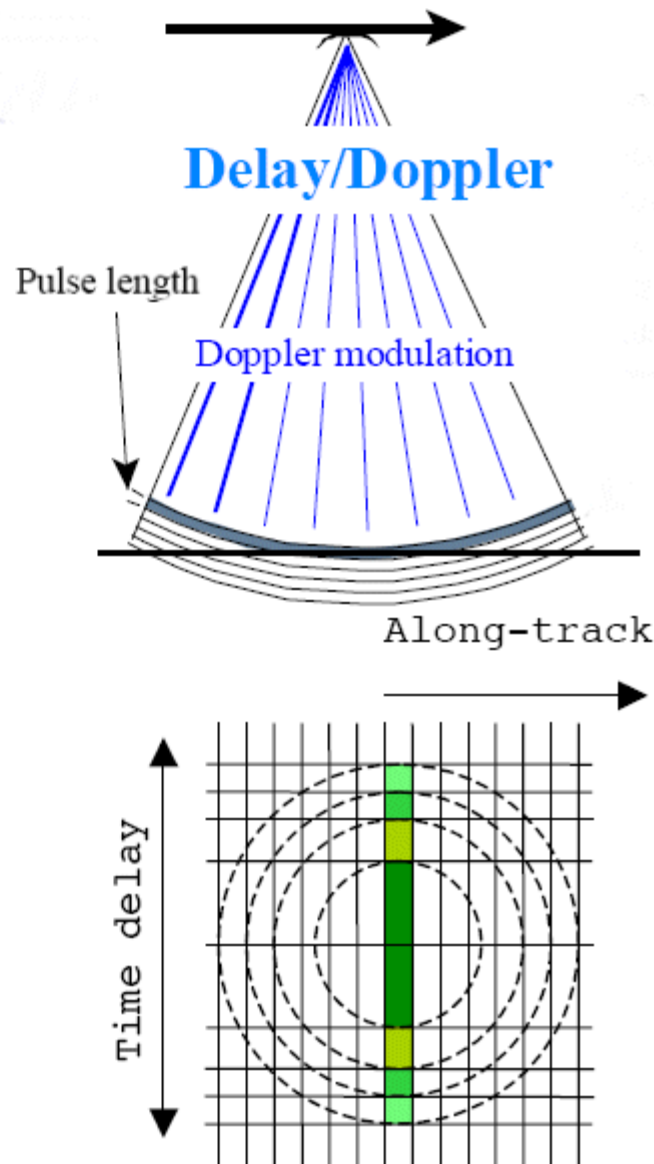 Delay/Doppler
Pulse length
Doppler modulation
Along-track
Time delay